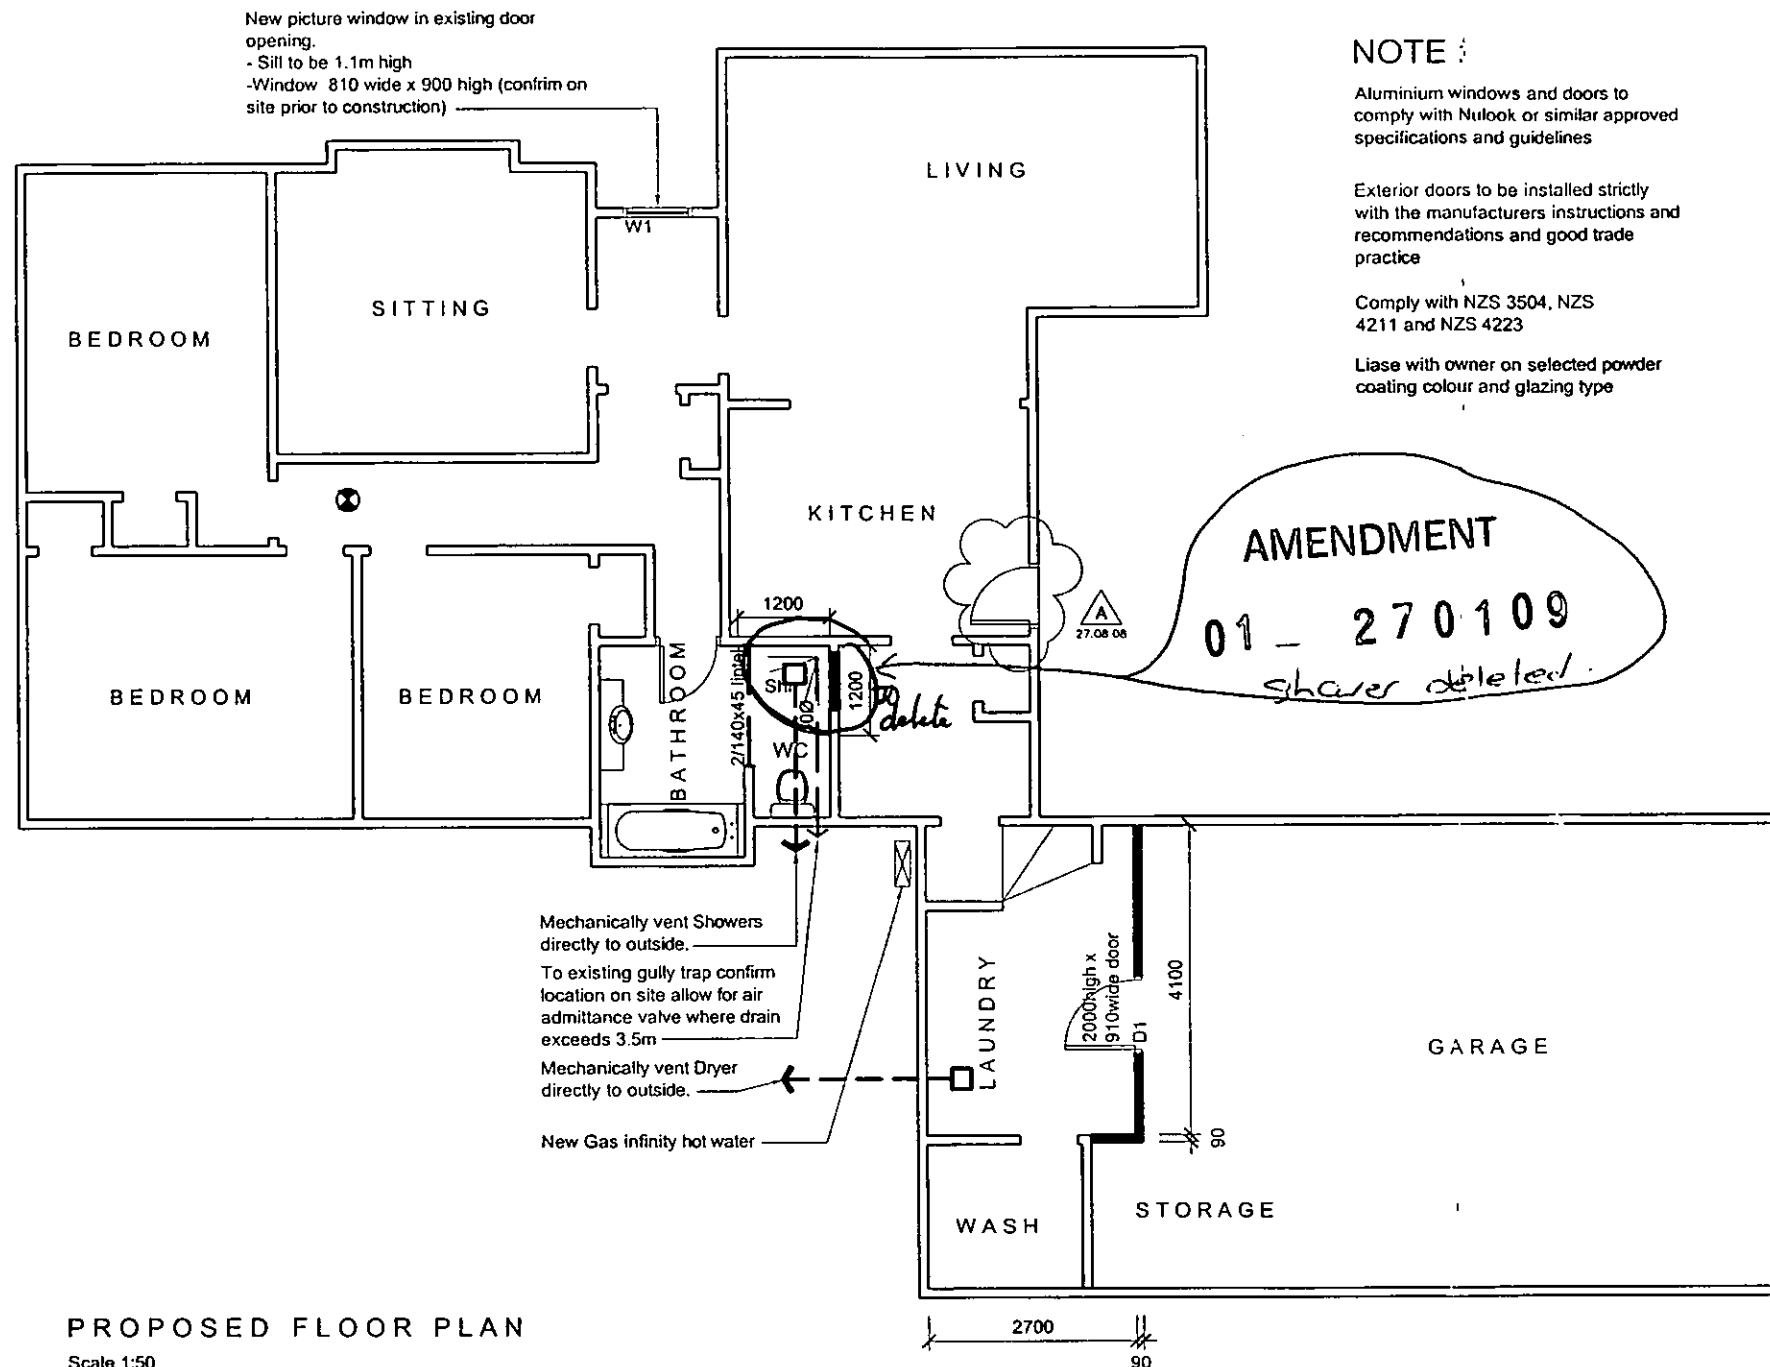 New picture window in existing door
opening.
- Sill to be 1.1m high
-Window 810 wide x 900 high (confrim on
site prior to construction)
NOTE :
Aluminium windows and doors to
comply with Nulook or similar approved
specifications and guidelines
Exterior doors to be installed strictly
with the manufacturers instructions and
recommendations and good trade
practice
Comply with NZS 3504, NZS
4211 and NZS 4223
Liase with owner on selected powder
coating colour and glazing type
LIVING
W1
SITTING
BEDROOM
KITCHEN
AMENDMENT
01 _ 270109
shower deleted.
A
27.08 08
1200
1200
delete
2/140x45 lintel
WC
BATHROOM
BEDROOM
BEDROOM
Mechanically vent Showers
directly to outside.
To existing gully trap confirm
location on site allow for air
admittance valve where drain
exceeds 3.5m
Mechanically vent Dryer
directly to outside.
New Gas infinity hot water
LAUNDRY
2000high x
910wide door
D1
4100
90
GARAGE
STORAGE
WASH
2700
90
PROPOSED FLOOR PLAN
Scale 1:50